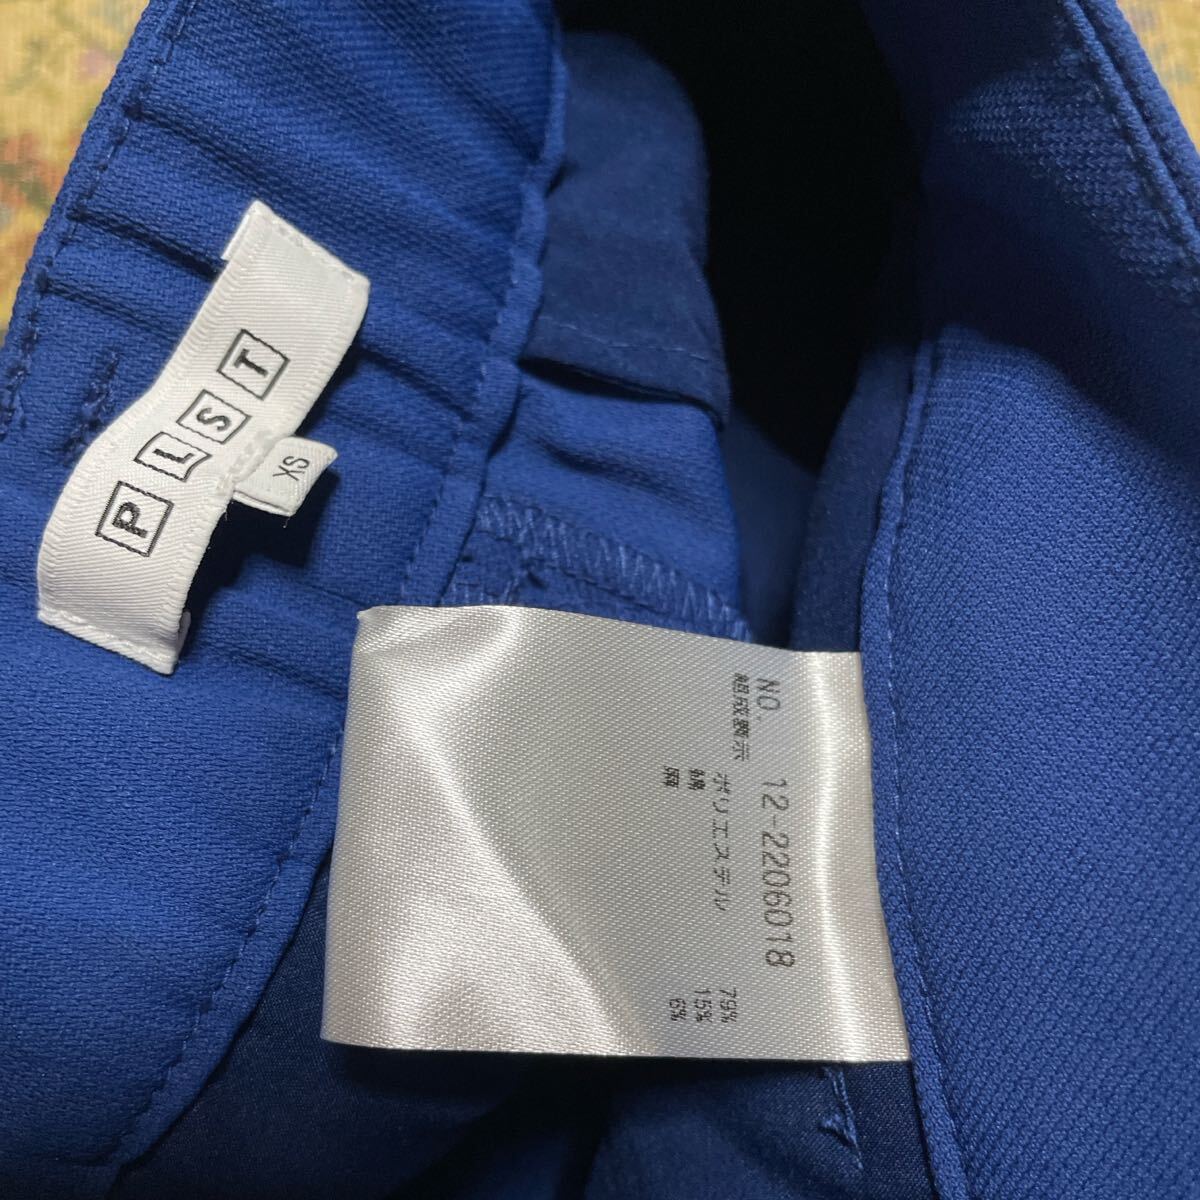 PLST
XS
NO. 12-2206018
組成表示
ポリエステル 79%
綿 15%
麻 6%